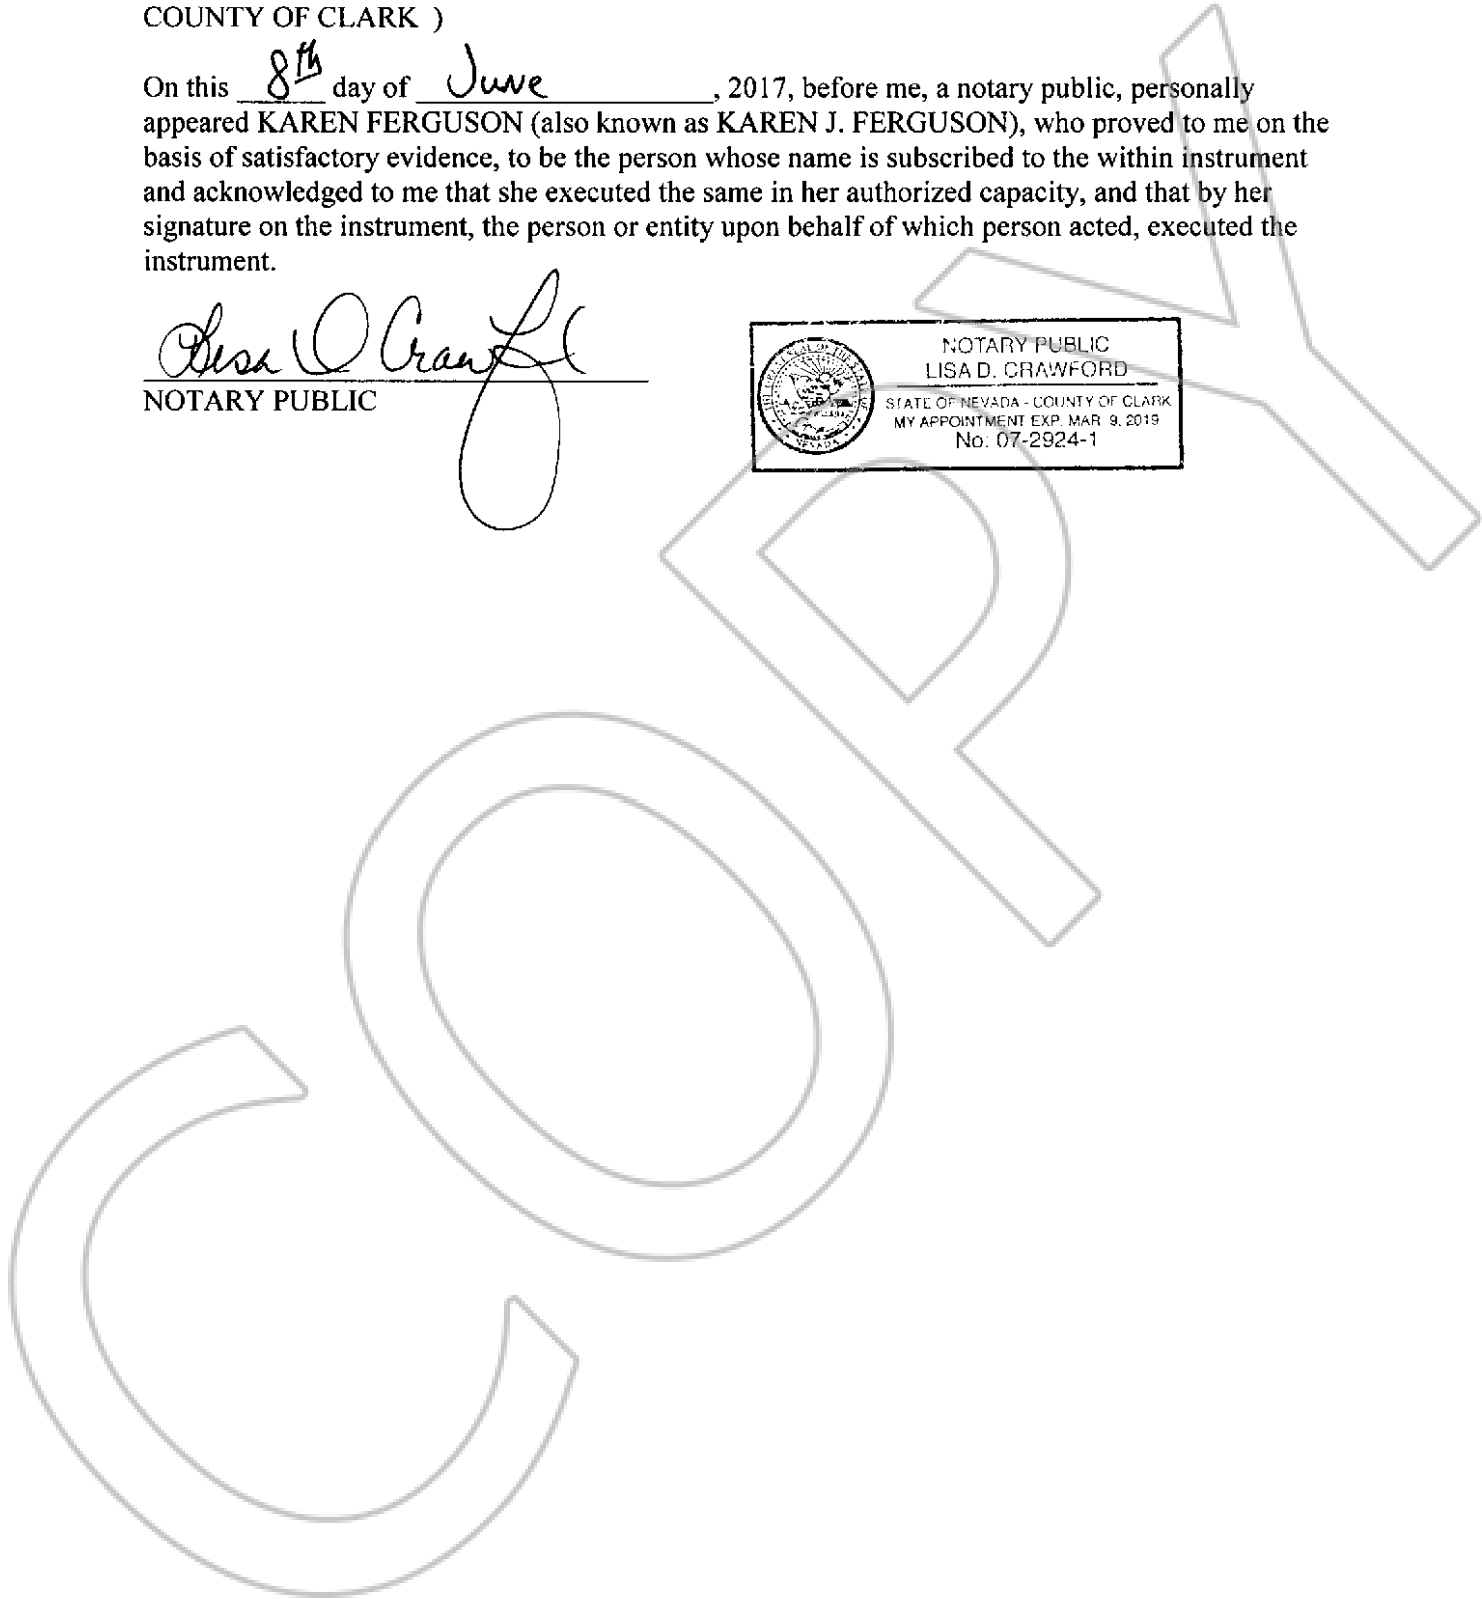 COUNTY OF CLARK )
On this 8th day of June, 2017, before me, a notary public, personally
appeared KAREN FERGUSON (also known as KAREN J. FERGUSON), who proved to me on the
basis of satisfactory evidence, to be the person whose name is subscribed to the within instrument
and acknowledged to me that she executed the same in her authorized capacity, and that by her
signature on the instrument, the person or entity upon behalf of which person acted, executed the
instrument.
Lisa D Crawford
NOTARY PUBLIC
NOTARY PUBLIC
LISA D. CRAWFORD
STATE OF NEVADA - COUNTY OF CLARK
MY APPOINTMENT EXP. MAR 9, 2019
No: 07-2924-1
COPY